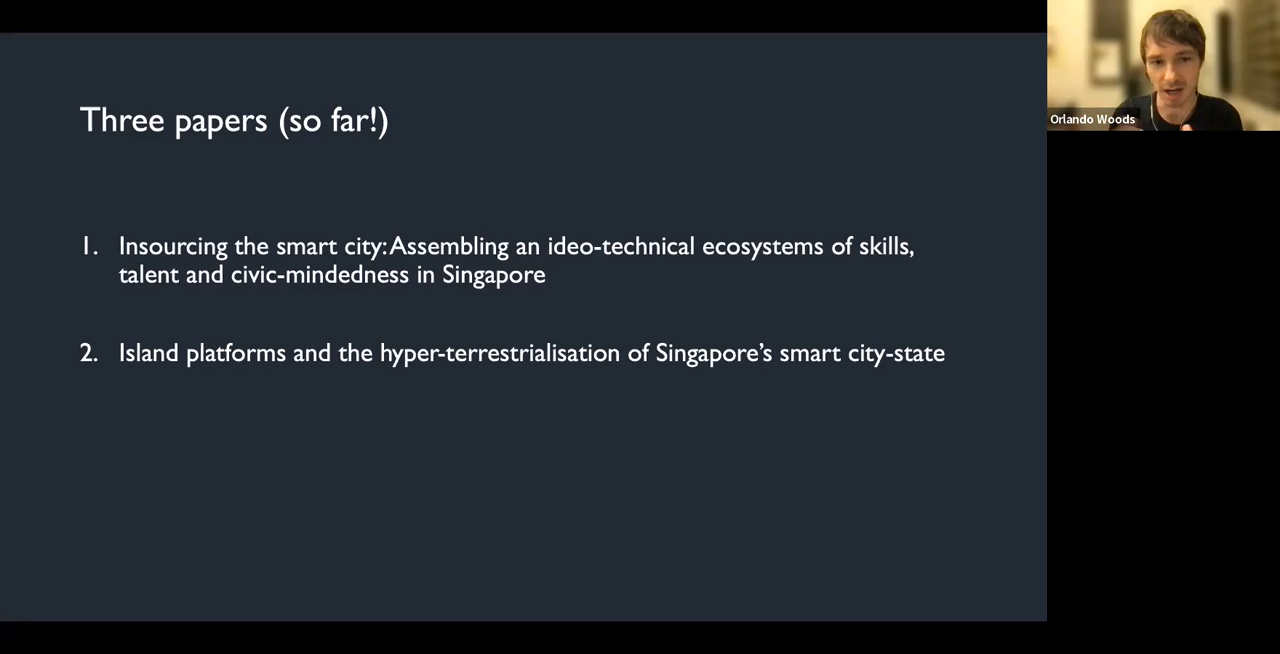 Three papers (so far!)
Orlando Woods
1. Insourcing the smart city: Assembling an ideo-technical ecosystems of skills,
talent and civic-mindedness in Singapore
2. Island platforms and the hyper-terrestrialisation of Singapore's smart city-state